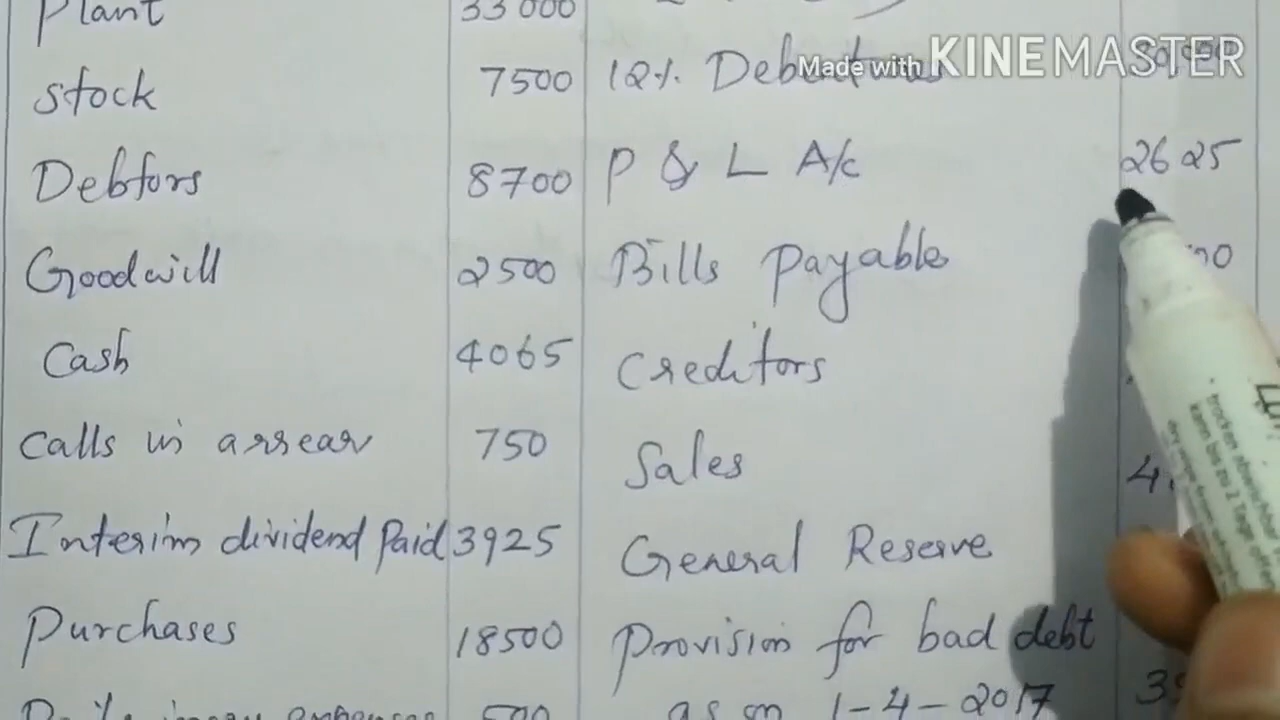 Plant 33000
Made with KINEMASTER
Stock 7500 12% Debentures
Debtors 8700 P & L A/c 2625
Goodwill 2500 Bills Payable
Cash 4065 Creditors
Calls in arrear 750 Sales
Interim dividend Paid 3925 General Reserve
Purchases 18500 Provision for bad debt
500 as on 1-4-2017